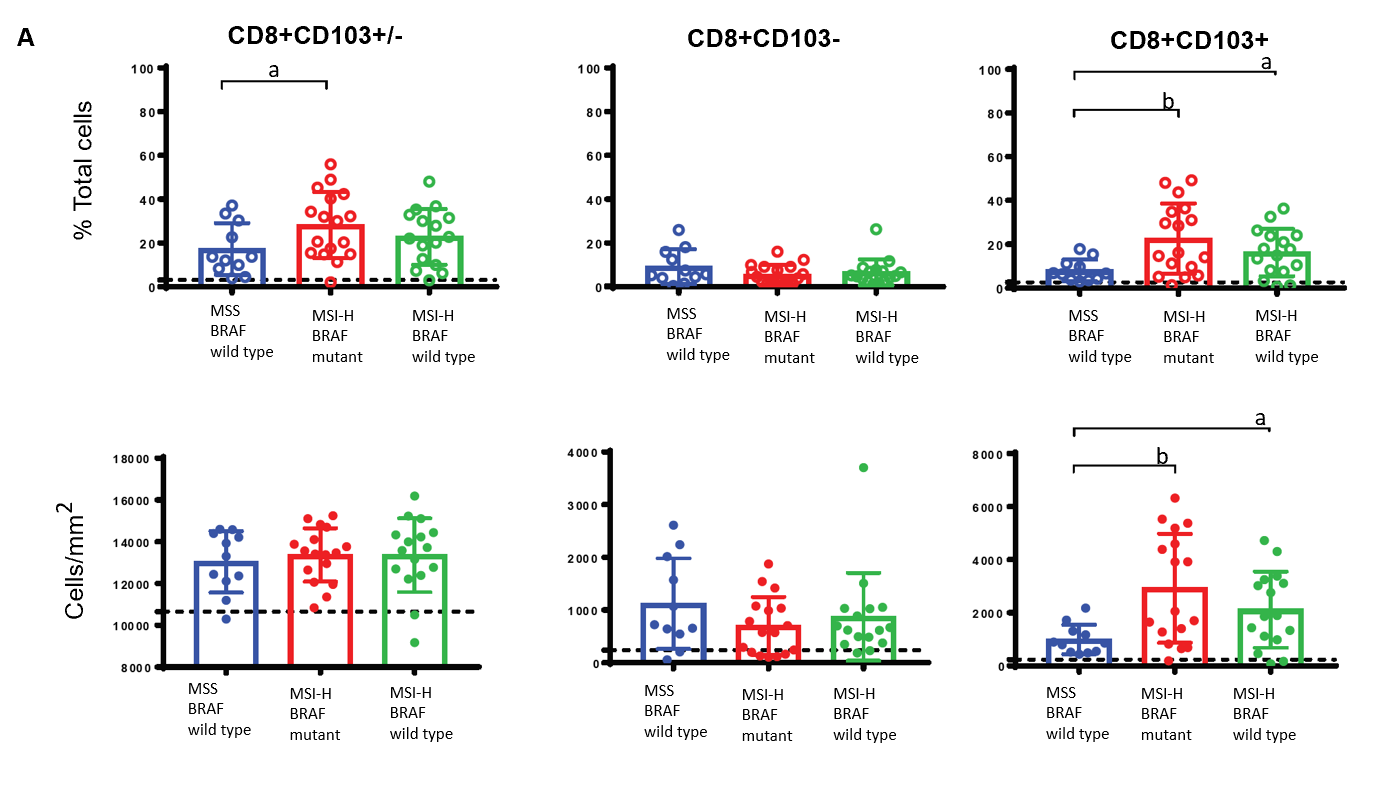 A
CD8+CD103+/-
CD8+CD103-
CD8+CD103+
% Total cells
100
80
60
40
20
0
a
MSS
BRAF
wild type
MSI-H
BRAF
mutant
MSI-H
BRAF
wild type
100
80
60
40
20
0
MSS
BRAF
wild type
MSI-H
BRAF
mutant
MSI-H
BRAF
wild type
100
80
60
40
20
0
a
b
MSS
BRAF
wild type
MSI-H
BRAF
mutant
MSI-H
BRAF
wild type
Cells/mm²
18000
16000
14000
12000
10000
8000
MSS
BRAF
wild type
MSI-H
BRAF
mutant
MSI-H
BRAF
wild type
4000
3000
2000
1000
0
MSS
BRAF
wild type
MSI-H
BRAF
mutant
MSI-H
BRAF
wild type
8000
6000
4000
2000
0
a
b
MSS
BRAF
wild type
MSI-H
BRAF
mutant
MSI-H
BRAF
wild type